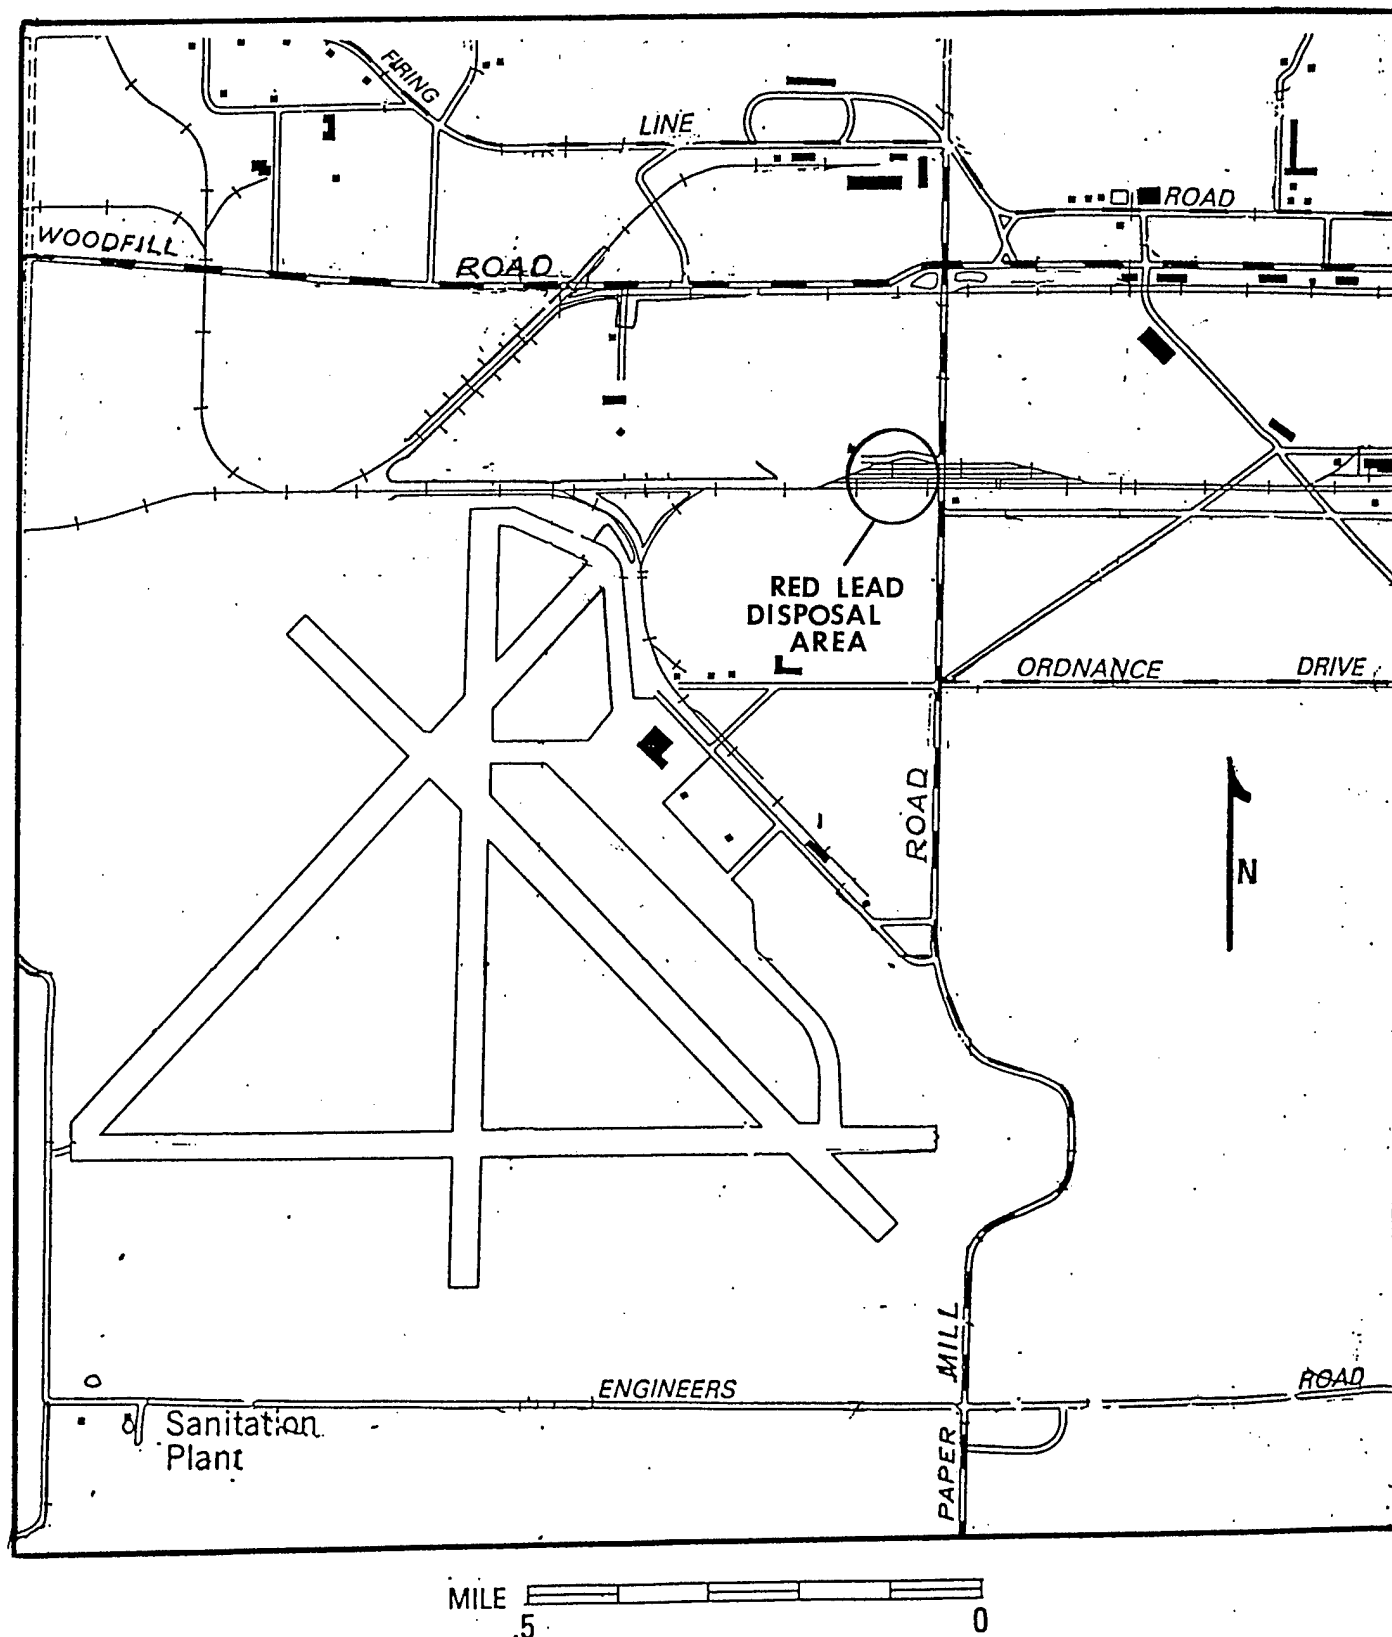 FIRING
LINE
ROAD
WOODFILL
ROAD
RED LEAD
DISPOSAL
AREA
ORDNANCE
DRIVE
ROAD
N
MILL
ENGINEERS
ROAD
Sanitation
Plant
PAPER
MILE
.5
0